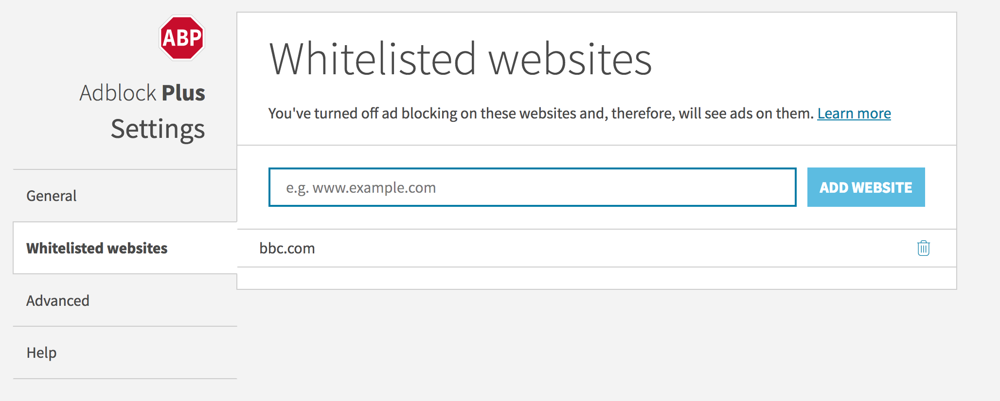 ABP
Adblock Plus
Settings
General
Whitelisted websites
Advanced
Help
Whitelisted websites
You've turned off ad blocking on these websites and, therefore, will see ads on them. Learn more
e.g. www.example.com
ADD WEBSITE
bbc.com